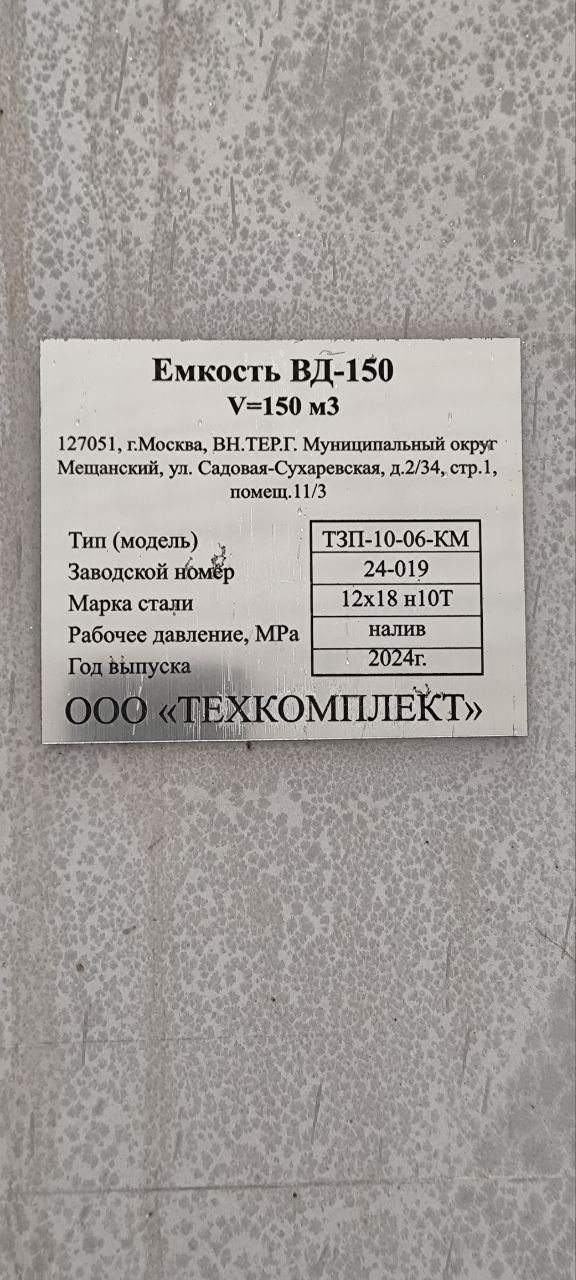 Емкость ВД-150
V=150 м3
127051, г.Москва, ВН.ТЕР.Г. Муниципальный округ
Мещанский, ул. Садовая-Сухаревская, д.2/34, стр.1,
помещ.11/3
Тип (модель) ТЗП-10-06-КМ
Заводской номер 24-019
Марка стали 12х18 н10Т
Рабочее давление, МРа налив
Год выпуска 2024г.
ООО «ТЕХКОМПЛЕКТ»